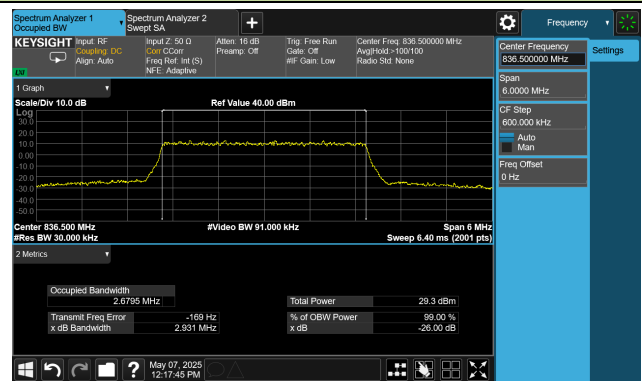 Spectrum Analyzer 1
Occupied BW
Spectrum Analyzer 2
Swept SA
+
Frequency
KEYSIGHT
Input: RF
Coupling: DC
Align: Auto
Input Z: 50 Ω
Corr CCorr
Freq Ref: Int (S)
NFE: Adaptive
Atten: 16 dB
Preamp: Off
Trig: Free Run
Gate: Off
#IF Gain: Low
Center Freq: 836.500000 MHz
Avg|Hold:>100/100
Radio Std: None
Center Frequency
836.500000 MHz
Settings
Span
6.0000 MHz
CF Step
600.000 kHz
Auto
Man
Freq Offset
0 Hz
1 Graph
Scale/Div 10.0 dB
Ref Value 40.00 dBm
Log
30.0
20.0
10.0
0.00
-10.0
-20.0
-30.0
-40.0
-50.0
Center 836.500 MHz
#Video BW 91.000 kHz
Span 6 MHz
#Res BW 30.000 kHz
Sweep 6.40 ms (2001 pts)
2 Metrics
Occupied Bandwidth
2.6795 MHz
Total Power
29.3 dBm
Transmit Freq Error
-169 Hz
% of OBW Power
99.00 %
x dB Bandwidth
2.931 MHz
x dB
-26.00 dB
?
May 07, 2025
12:17:45 PM